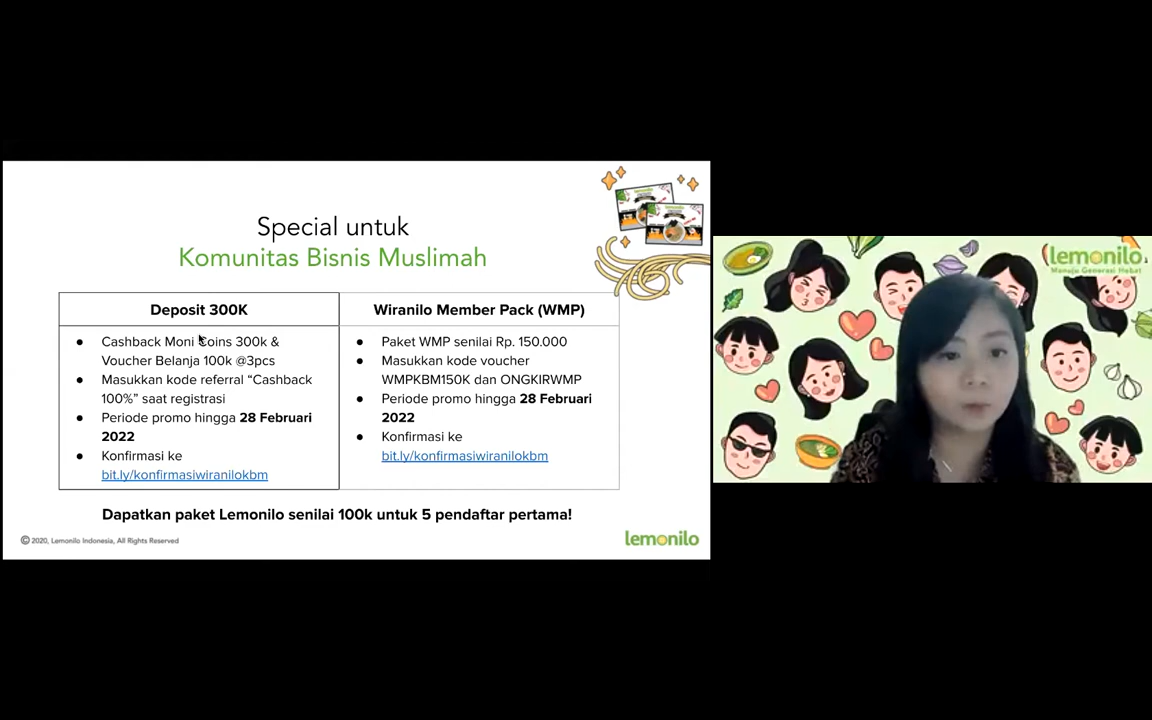 Special untuk
Komunitas Bisnis Muslimah
Deposit 300K
Cashback Moni Coins 300k &
Voucher Belanja 100k @3pcs
Masukkan kode referral “Cashback
100%” saat registrasi
Periode promo hingga 28 Februari
2022
Konfirmasi ke
bit.ly/konfirmasiwiranilokbm
Wiranilo Member Pack (WMP)
Paket WMP senilai Rp. 150.000
Masukkan kode voucher
WMPKBM150K dan ONGKIRWMP
Periode promo hingga 28 Februari
2022
Konfirmasi ke
bit.ly/konfirmasiwiranilokbm
Dapatkan paket Lemonilo senilai 100k untuk 5 pendaftar pertama!
© 2020, Lemonilo Indonesia, All Rights Reserved
lemonilo
lemonilo
Menuju Generasi Hebat